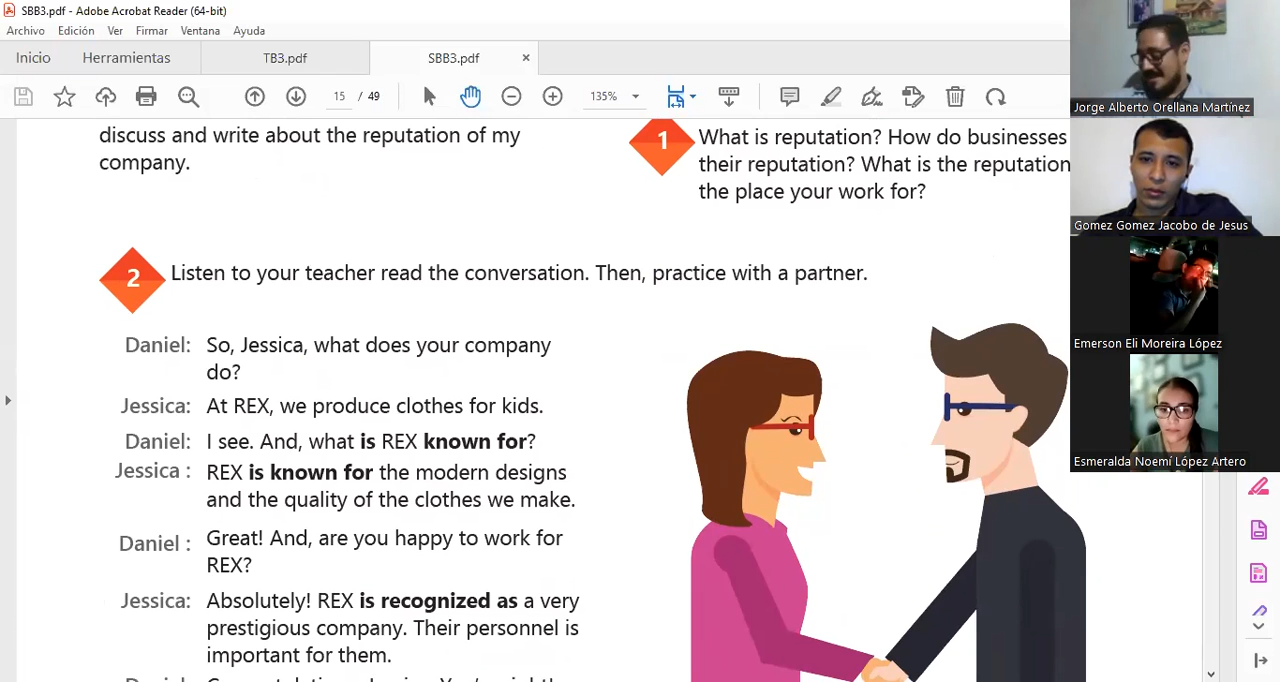 SBB3.pdf - Adobe Acrobat Reader (64-bit)
Archivo Edición Ver Firmar Ventana Ayuda
Inicio Herramientas TB3.pdf SBB3.pdf ×
15 / 49 135%
discuss and write about the reputation of my
company.
1
What is reputation? How do businesses
their reputation? What is the reputation
the place your work for?
2
Listen to your teacher read the conversation. Then, practice with a partner.
Daniel: So, Jessica, what does your company
do?
Jessica: At REX, we produce clothes for kids.
Daniel: I see. And, what is REX known for?
Jessica : REX is known for the modern designs
and the quality of the clothes we make.
Daniel : Great! And, are you happy to work for
REX?
Jessica: Absolutely! REX is recognized as a very
prestigious company. Their personnel is
important for them.
Jorge Alberto Orellana Martínez
Gomez Gomez Jacobo de Jesus
Emerson Eli Moreira López
Esmeralda Noemí López Artero